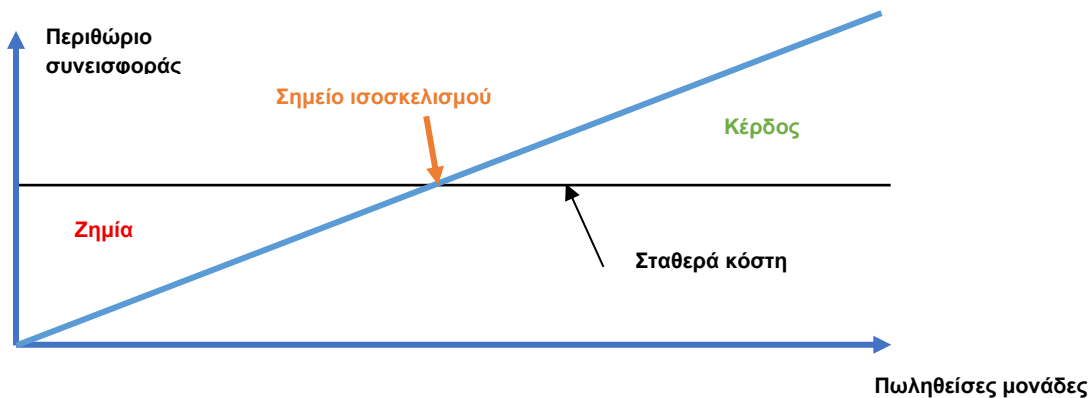 Περιθώριο
συνεισφοράς
Σημείο ισοσκελισμού
Κέρδος
Ζημία
Σταθερά κόστη
Πωληθείσες μονάδες